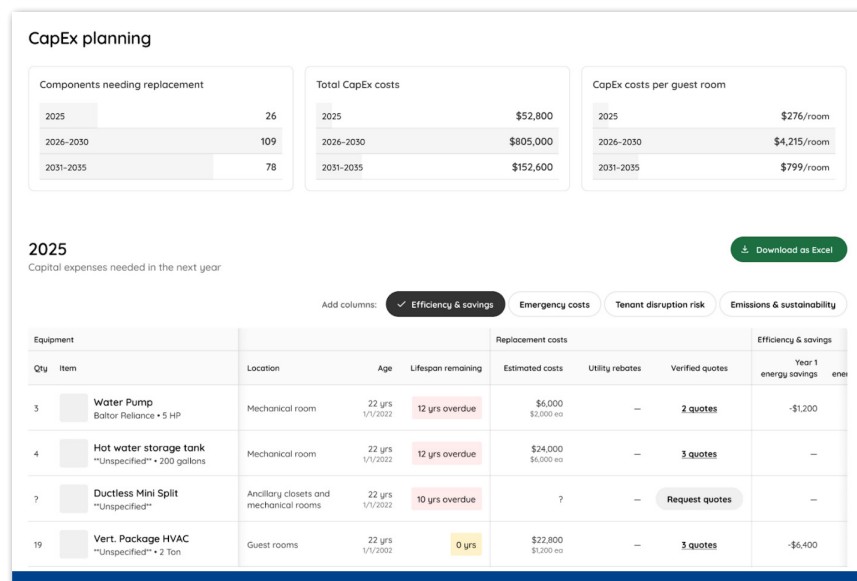 CapEx planning
Components needing replacement
2025 26
2026–2030 109
2031–2035 78
Total CapEx costs
2025 $52,800
2026–2030 $805,000
2031–2035 $152,600
CapEx costs per guest room
2025 $276/room
2026–2030 $4,215/room
2031–2035 $799/room
2025
Capital expenses needed in the next year
Download as Excel
Add columns: Efficiency & savings Emergency costs Tenant disruption risk Emissions & sustainability
Equipment Replacement costs Efficiency & savings
Qty Item Location Age Lifespan remaining Estimated costs Utility rebates Verified quotes Year 1 energy savings
3 Water Pump Mechanical room 22 yrs 12 yrs overdue $6,000 – 2 quotes -$1,200
Baltor Reliance • 5 HP 1/1/2022 $2,000 ea
4 Hot water storage tank Mechanical room 22 yrs 12 yrs overdue $24,000 – 3 quotes –
**Unspecified** • 200 gallons 1/1/2022 $6,000 ea
? Ductless Mini Split Ancillary closets and mechanical rooms 22 yrs 10 yrs overdue ? – Request quotes –
**Unspecified** 1/1/2022
19 Vert. Package HVAC Guest rooms 22 yrs 0 yrs $22,800 – 3 quotes -$6,400
**Unspecified** • 2 Ton 1/1/2002 $1,200 ea